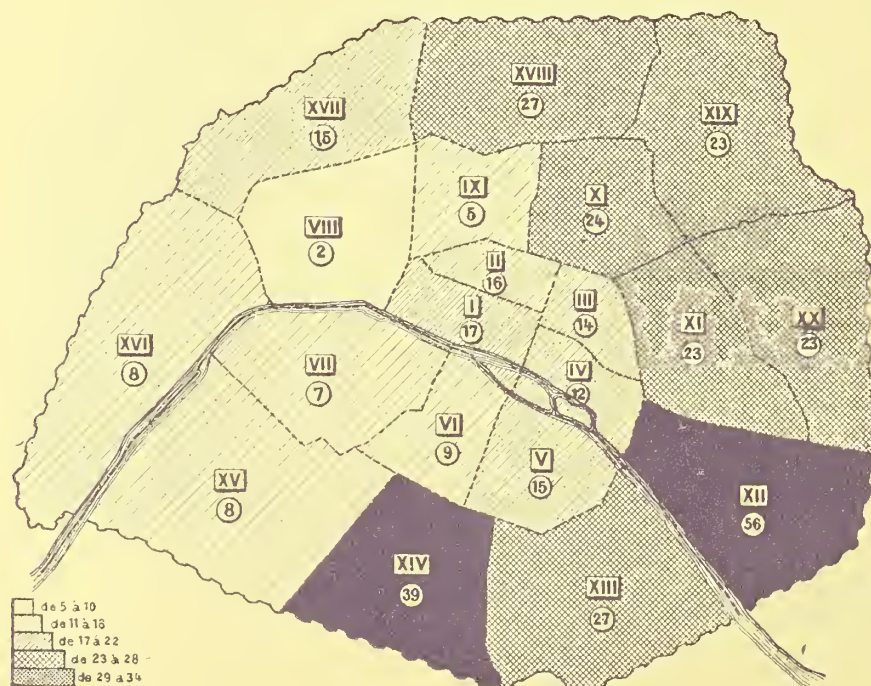 XVIII
27
XVII
15
XIX
23
IX
5
X
24
VIII
2
II
16
III
14
I
17
XI
23
XX
23
XVI
8
VII
7
IV
12
VI
9
V
15
XV
8
XII
56
XIV
39
XIII
27
de 5 à 10
de 11 à 16
de 17 à 22
de 23 à 28
de 29 à 34